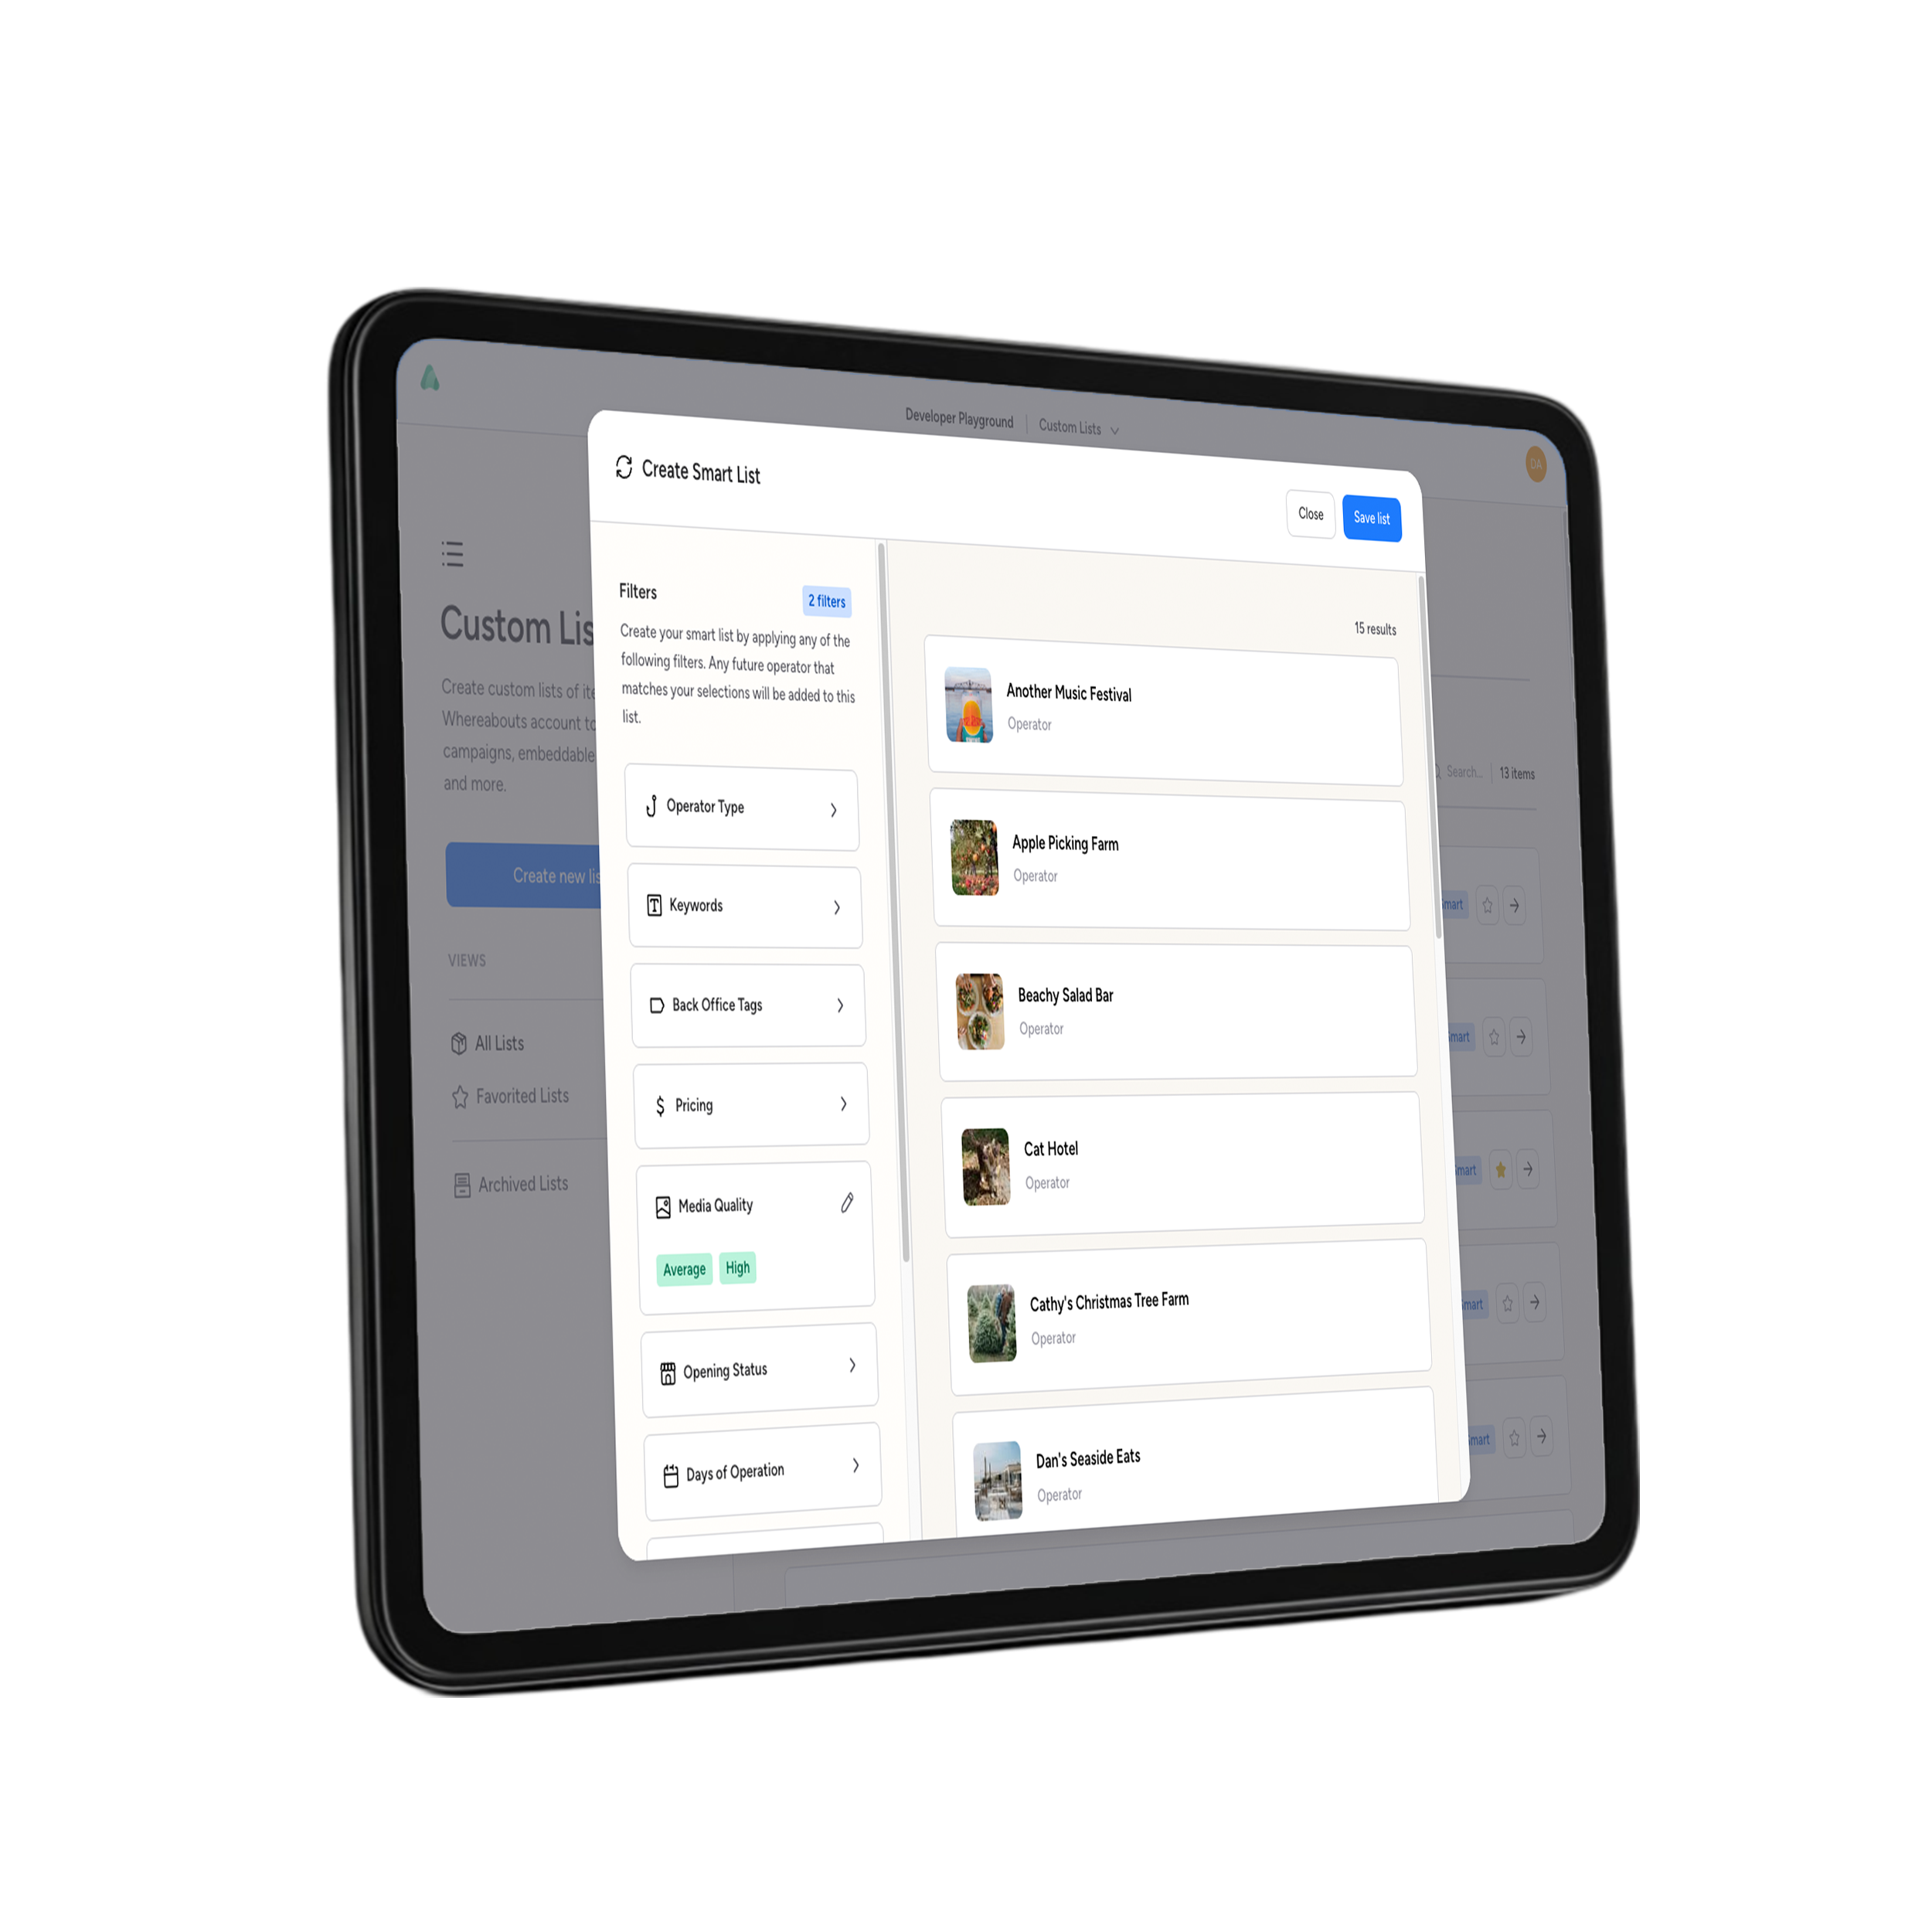 Developer Playground
Custom Lists
DA
Create Smart List
Close
Save list
Custom Lis
Create custom lists of ite
Whereabouts account to
campaigns, embeddable
and more.
Create new lis
VIEWS
All Lists
Favorited Lists
Archived Lists
Filters
2 filters
Create your smart list by applying any of the
following filters. Any future operator that
matches your selections will be added to this
list.
Operator Type
Keywords
Back Office Tags
Pricing
Media Quality
Average
High
Opening Status
Days of Operation
15 results
Another Music Festival
Operator
Apple Picking Farm
Operator
Beachy Salad Bar
Operator
Cat Hotel
Operator
Cathy's Christmas Tree Farm
Operator
Dan's Seaside Eats
Operator
Search...
13 items
mart
mart
mart
mart
mart